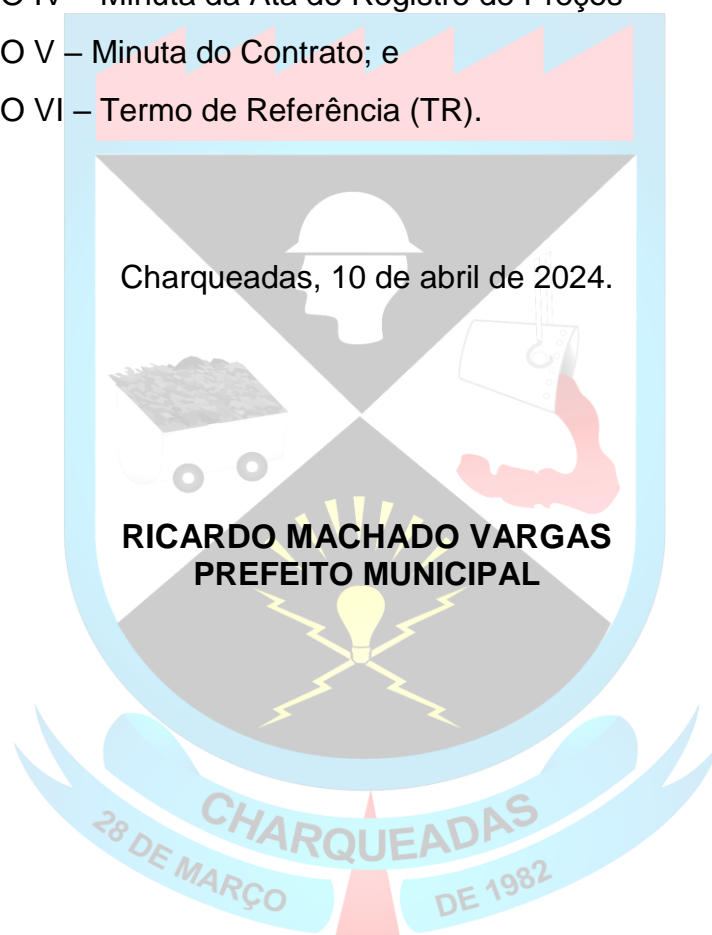 O IV – Minuta da Ata de Registro de Preços
O V – Minuta do Contrato; e
O VI – Termo de Referência (TR).
Charqueadas, 10 de abril de 2024.
RICARDO MACHADO VARGAS
PREFEITO MUNICIPAL
CHARQUEADAS
28 DE MARÇO DE 1982